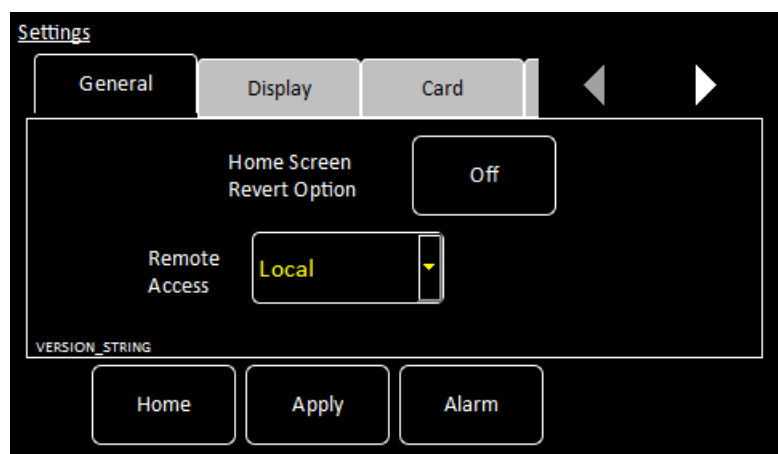 Settings
General
Display
Card
Home Screen
Revert Option
Off
Remote
Access
Local
VERSION_STRING
Home
Apply
Alarm